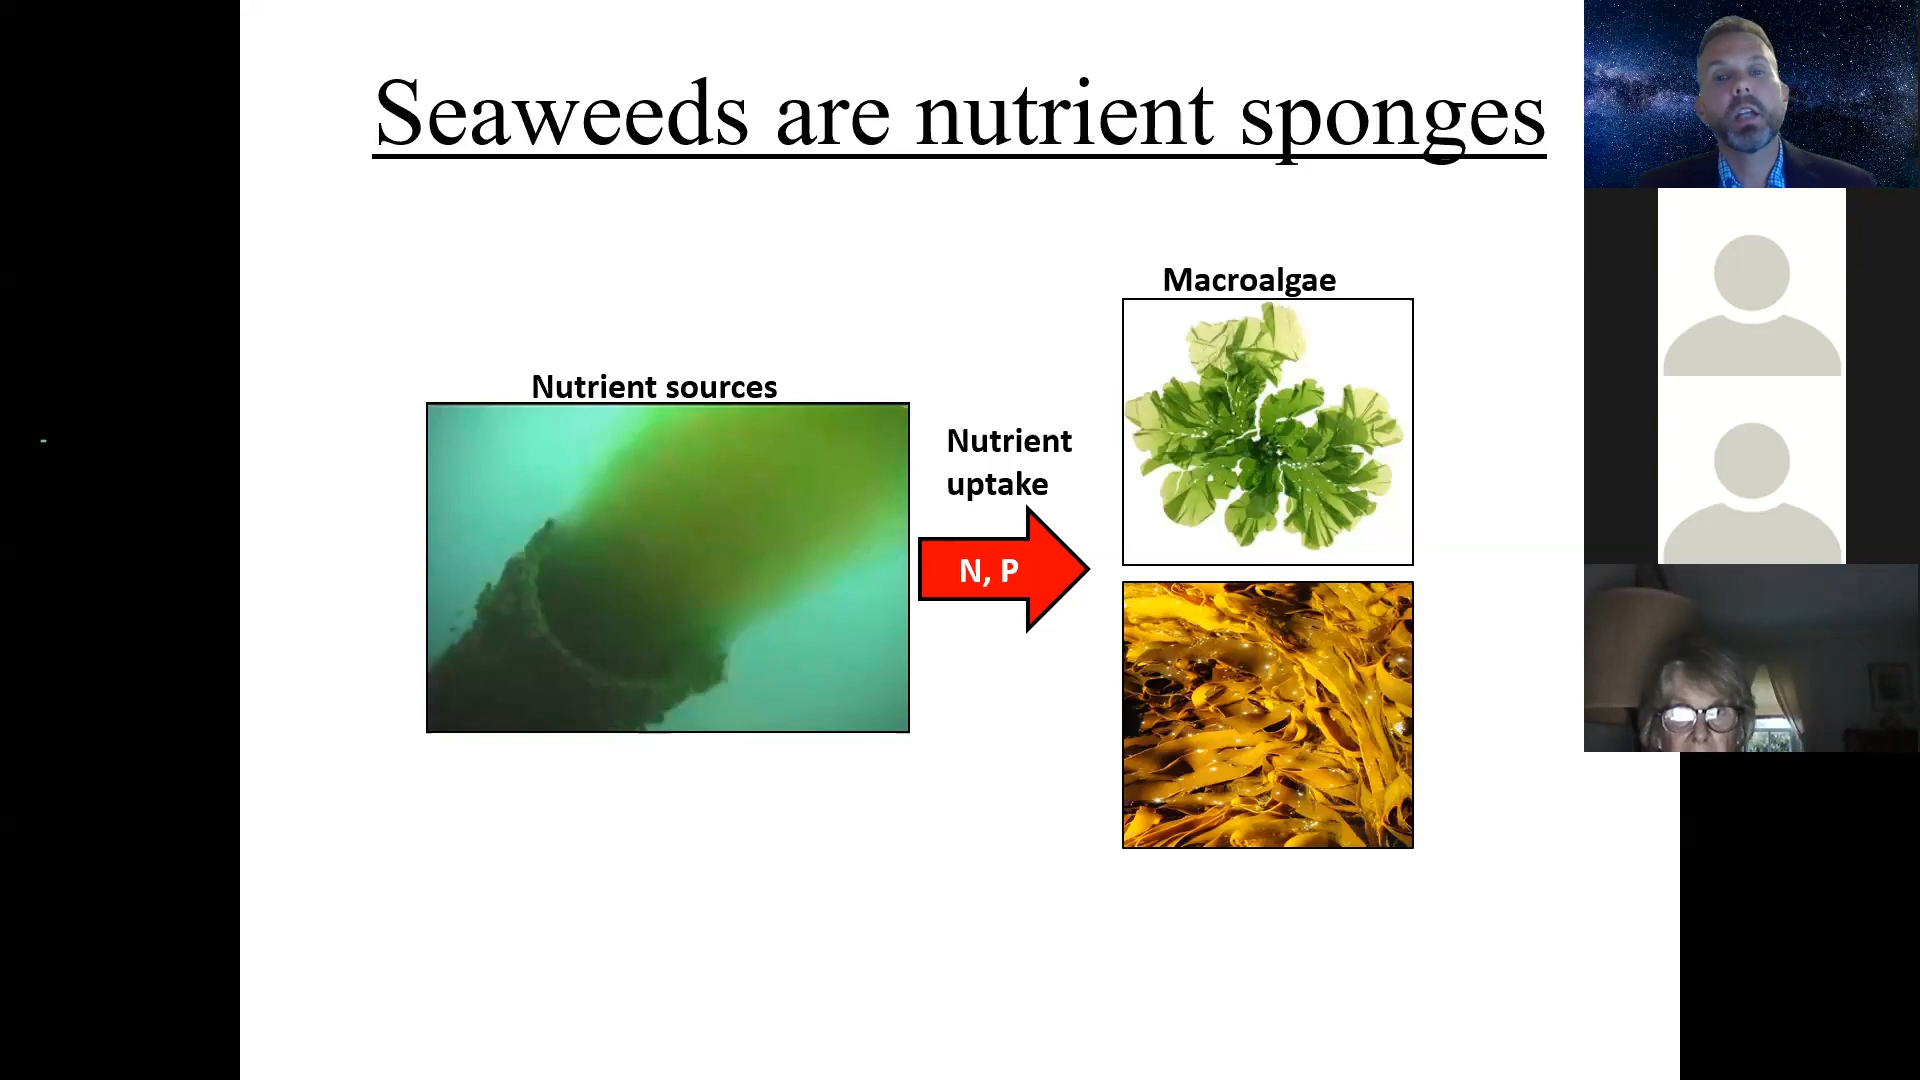 Seaweeds are nutrient sponges
Macroalgae
Nutrient sources
Nutrient
uptake
N, P